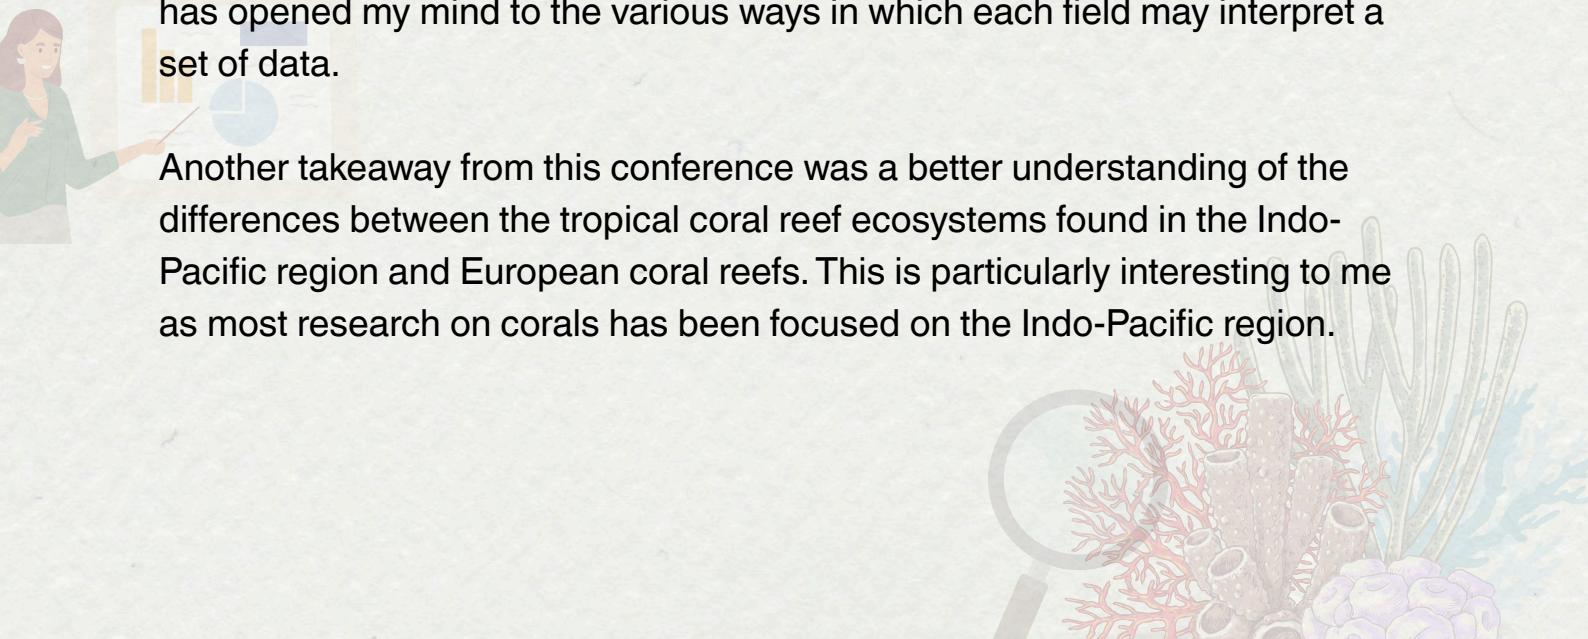 has opened my mind to the various ways in which each field may interpret a
set of data.
Another takeaway from this conference was a better understanding of the
differences between the tropical coral reef ecosystems found in the Indo-
Pacific region and European coral reefs. This is particularly interesting to me
as most research on corals has been focused on the Indo-Pacific region.